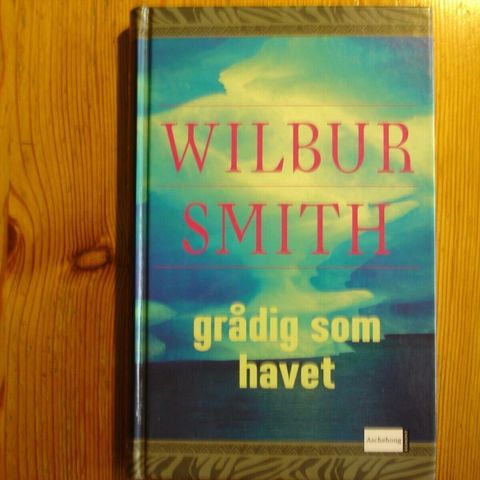 WILBUR
SMITH
grådig som
havet
Aschehoug